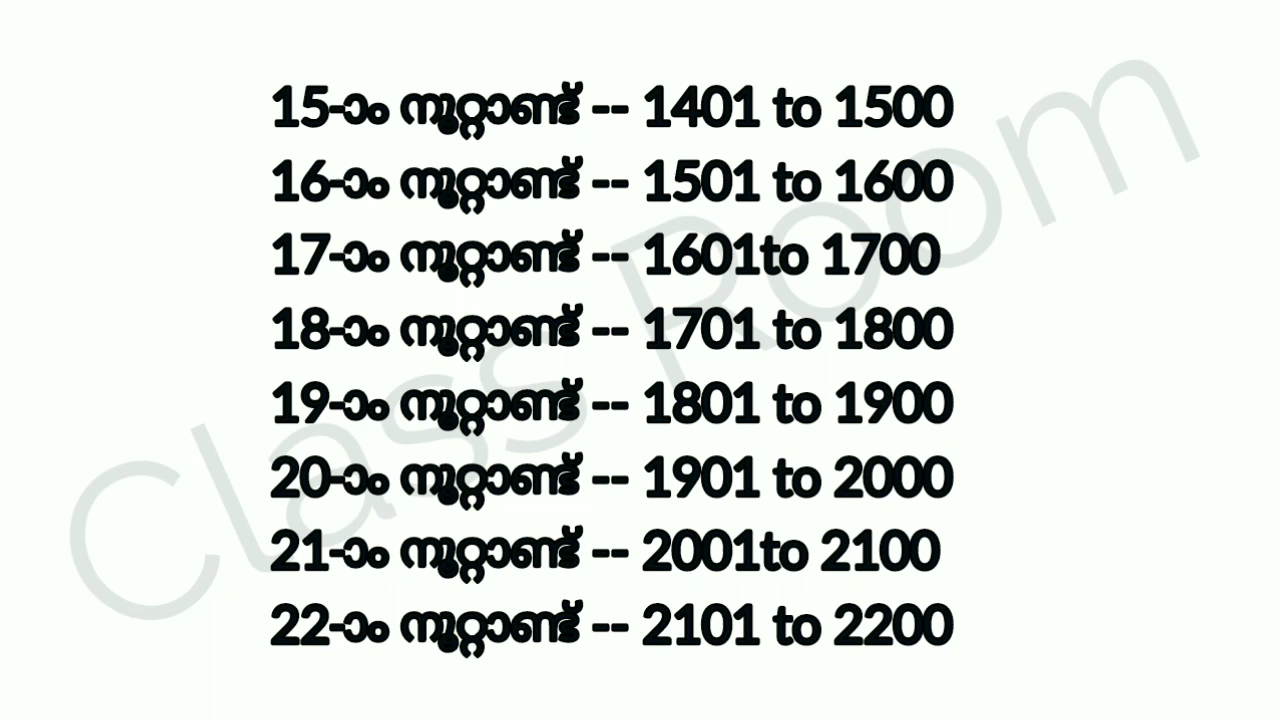 15-ാം നൂറ്റാണ്ട് -- 1401 to 1500
16-ാം നൂറ്റാണ്ട് -- 1501 to 1600
17-ാം നൂറ്റാണ്ട് -- 1601to 1700
18-ാം നൂറ്റാണ്ട് -- 1701 to 1800
19-ാം നൂറ്റാണ്ട് -- 1801 to 1900
20-ാം നൂറ്റാണ്ട് -- 1901 to 2000
21-ാം നൂറ്റാണ്ട് -- 2001to 2100
22-ാം നൂറ്റാണ്ട് -- 2101 to 2200
Class Room